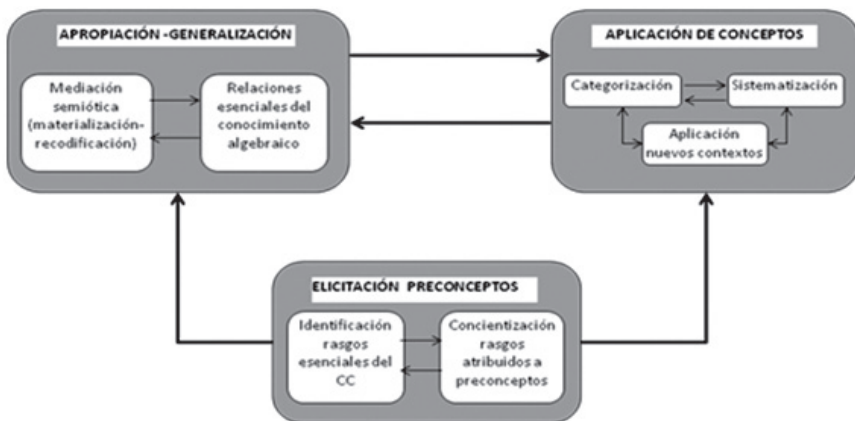 APROPIACIÓN -GENERALIZACIÓN
Mediación
semiótica
(materialización-
recodificación)
Relaciones
esenciales del
conocimiento
algebraico
APLICACIÓN DE CONCEPTOS
Categorización
Sistematización
Aplicación
nuevos contextos
ELICITACIÓN PRECONCEPTOS
Identificación
rasgos
esenciales del
CC
Concientización
rasgos
atribuidos a
preconceptos